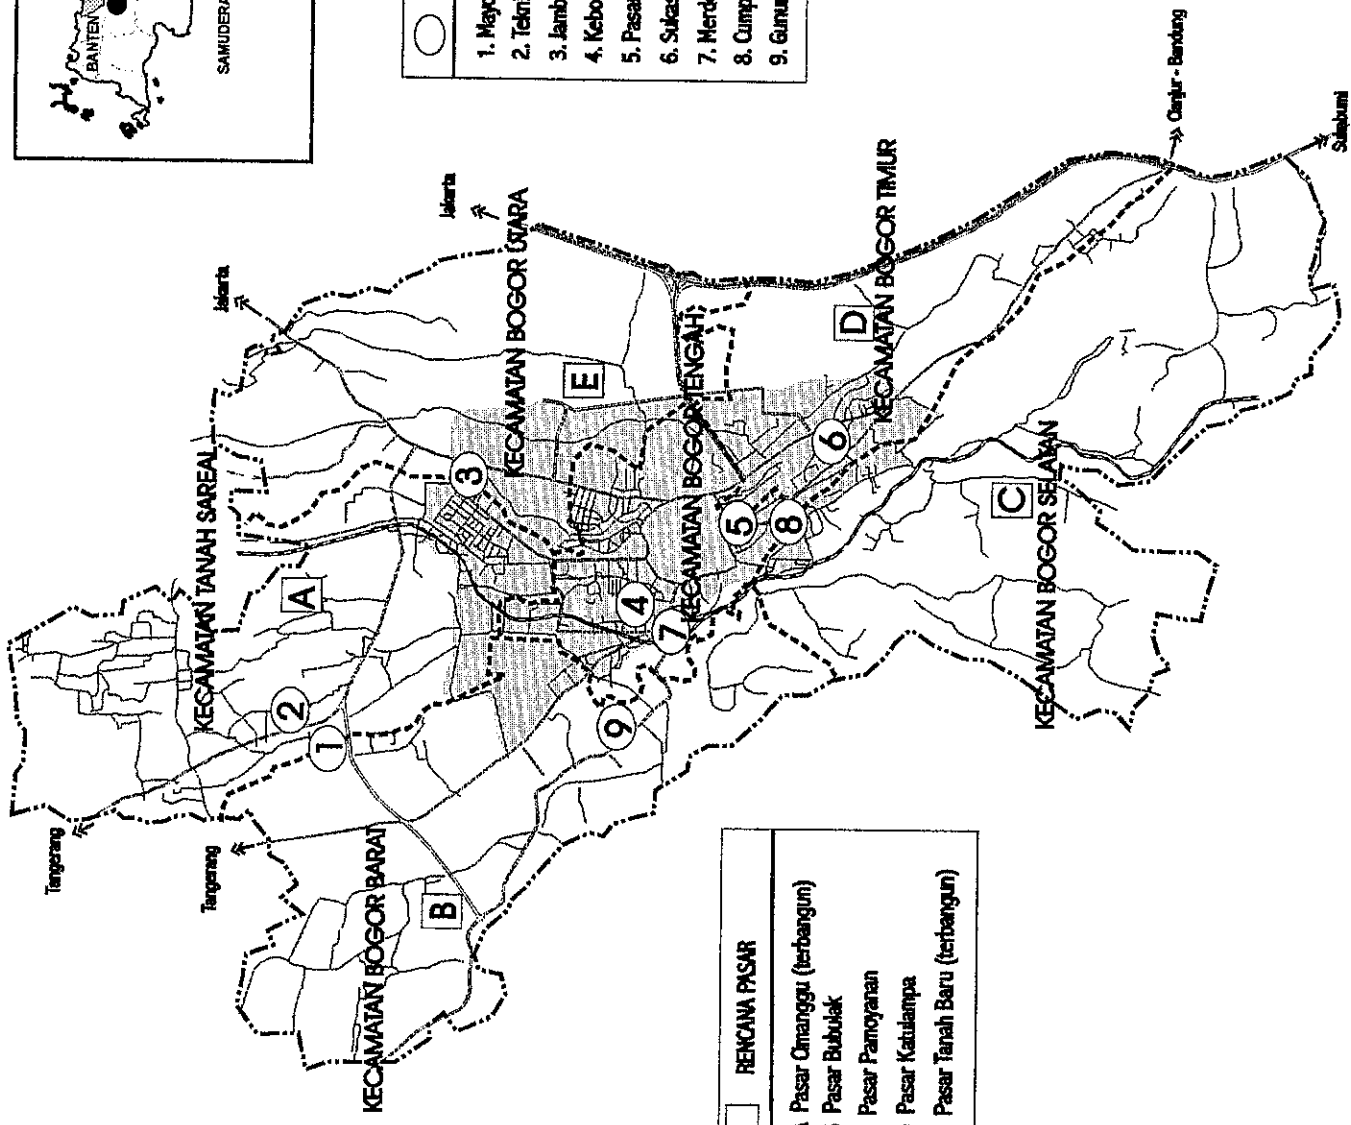 BANTEN
SAMUDERA
1. Mayo
2. Tekn
3. Jamb
4. Kebo
5. Pasar
6. Sukas
7. Merde
8. Cump
9. Gunu
Tangerang
Tangerang
Jakarta
Jakarta
Cianjur - Bandung
Sukabumi
KECAMATAN TANAH SAREAL
KECAMATAN BOGOR BARAT
KECAMATAN BOGOR UTARA
KECAMATAN BOGOR TENGAH
KECAMATAN BOGOR TIMUR
KECAMATAN BOGOR SELATAN
A
B
C
D
E
1
2
3
4
5
6
7
8
9
RENCANA PASAR
Pasar Cimanggu (terbangun)
Pasar Bubulak
Pasar Pamoyanan
Pasar Katulampa
Pasar Tanah Baru (terbangun)